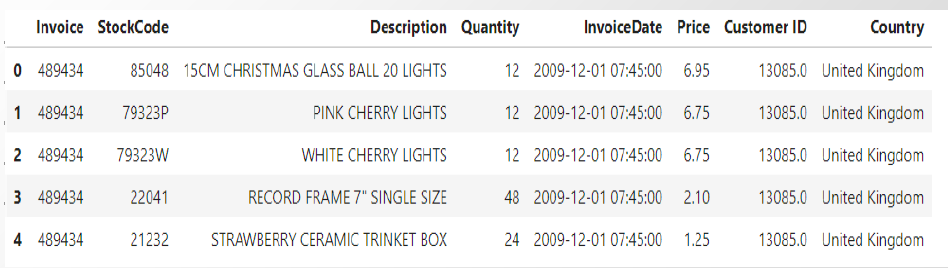 Invoice StockCode Description Quantity InvoiceDate Price Customer ID Country
0 489434 85048 15CM CHRISTMAS GLASS BALL 20 LIGHTS 12 2009-12-01 07:45:00 6.95 13085.0 United Kingdom
1 489434 79323P PINK CHERRY LIGHTS 12 2009-12-01 07:45:00 6.75 13085.0 United Kingdom
2 489434 79323W WHITE CHERRY LIGHTS 12 2009-12-01 07:45:00 6.75 13085.0 United Kingdom
3 489434 22041 RECORD FRAME 7" SINGLE SIZE 48 2009-12-01 07:45:00 2.10 13085.0 United Kingdom
4 489434 21232 STRAWBERRY CERAMIC TRINKET BOX 24 2009-12-01 07:45:00 1.25 13085.0 United Kingdom